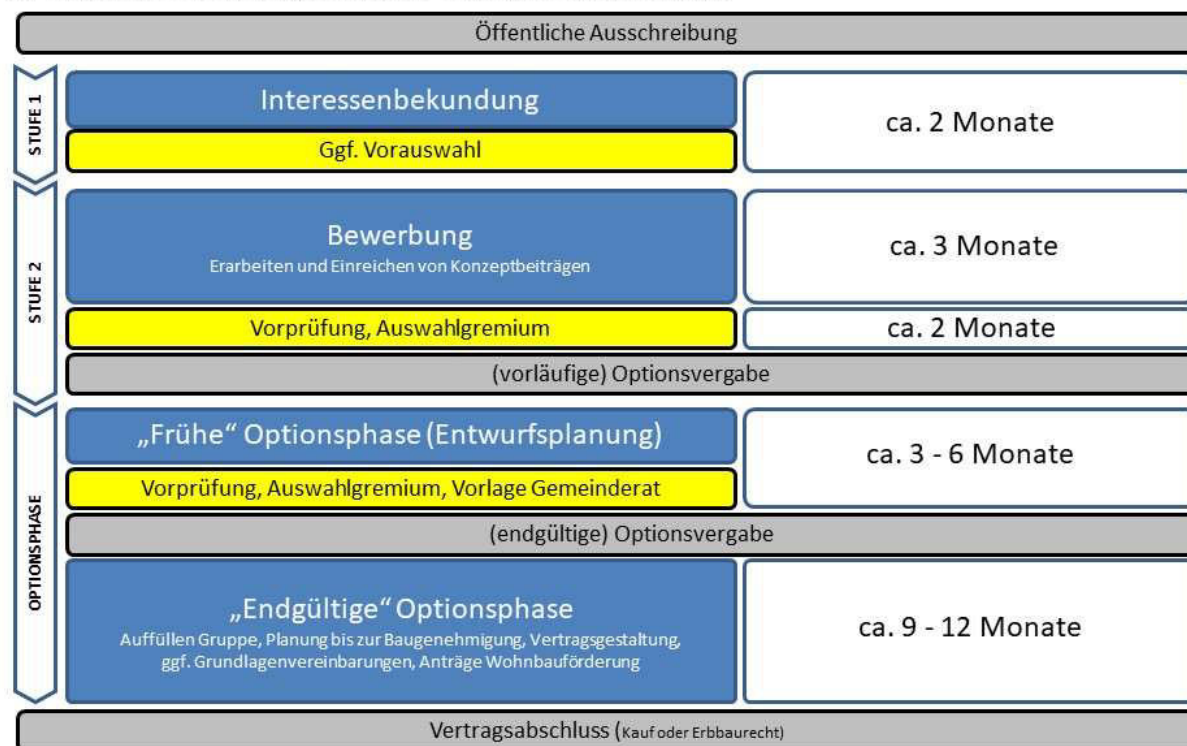 Öffentliche Ausschreibung
STUFE 1
Interessenbekundung
Ggf. Vorauswahl
ca. 2 Monate
STUFE 2
Bewerbung
Erarbeiten und Einreichen von Konzeptbeiträgen
ca. 3 Monate
Vorprüfung, Auswahlgremium
ca. 2 Monate
(vorläufige) Optionsvergabe
OPTIONSPHASE
„Frühe“ Optionsphase (Entwurfsplanung)
ca. 3 - 6 Monate
Vorprüfung, Auswahlgremium, Vorlage Gemeinderat
(endgültige) Optionsvergabe
„Endgültige“ Optionsphase
Auffüllen Gruppe, Planung bis zur Baugenehmigung, Vertragsgestaltung,
ggf. Grundlagenvereinbarungen, Anträge Wohnbauförderung
ca. 9 - 12 Monate
Vertragsabschluss (Kauf oder Erbbaurecht)